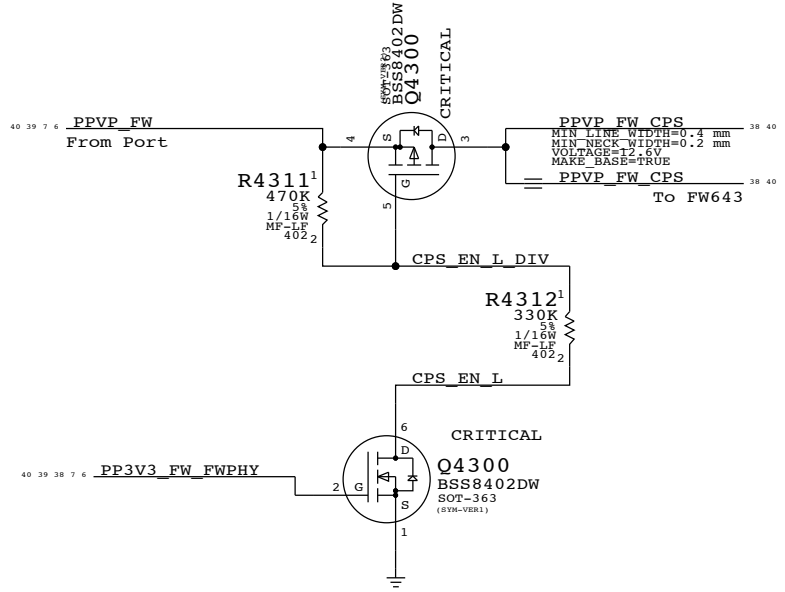 SOT-363
BSS8402DW
Q4300
CRITICAL
40 39 7 6
PPVP_FW
From Port
4
S
D
3
G
5
PPVP_FW_CPS
38 40
MIN_LINE_WIDTH=0.4 mm
MIN_NECK_WIDTH=0.2 mm
VOLTAGE=12.6V
MAKE_BASE=TRUE
PPVP_FW_CPS
38 40
To FW643
R4311
1
470K
5%
1/16W
MF-LF
402
2
CPS_EN_L_DIV
R4312
1
330K
5%
1/16W
MF-LF
402
2
CPS_EN_L
6
CRITICAL
D
40 39 38 7 6
PP3V3_FW_FWPHY
2
G
S
Q4300
BSS8402DW
SOT-363
(SYM-VER1)
1